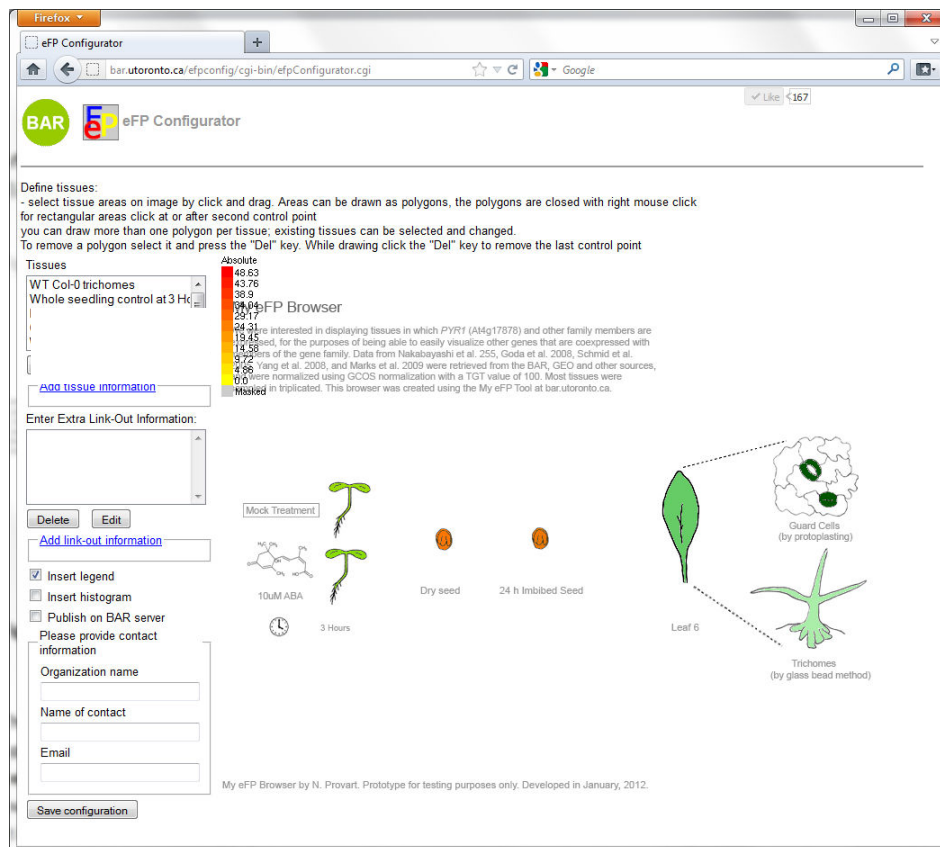 Firefox
eFP Configurator
bar.utoronto.ca/efpconfig/cgi-bin/efpConfigurator.cgi
Google
Like 167
BAR
eFP
eFP Configurator
Define tissues:
- select tissue areas on image by click and drag. Areas can be drawn as polygons, the polygons are closed with right mouse click
for rectangular areas click at or after second control point
you can draw more than one polygon per tissue; existing tissues can be selected and changed.
To remove a polygon select it and press the "Del" key. While drawing click the "Del" key to remove the last control point
Tissues
WT Col-0 trichomes
Whole seedling control at 3 Ho
Add tissue information
Enter Extra Link-Out Information:
Delete
Edit
Add link-out information
Insert legend
Insert histogram
Publish on BAR server
Please provide contact
information
Organization name
Name of contact
Email
Save configuration
Absolute
48.63
43.76
38.9
34.04
29.17
24.31
19.45
14.58
9.72
4.86
0.0
Masked
My eFP Browser
were interested in displaying tissues in which PYR1 (At4g17878) and other family members are
for the purposes of being able to easily visualize other genes that are coexpressed with
of the gene family. Data from Nakabayashi et al. 255, Goda et al. 2008, Schmid et al.
Yang et al. 2008, and Marks et al. 2009 were retrieved from the BAR, GEO and other sources,
were normalized using GCOS normalization with a TGT value of 100. Most tissues were
in triplicated. This browser was created using the My eFP Tool at bar.utoronto.ca.
Mock Treatment
10uM ABA
3 Hours
Dry seed
24 h Imbibed Seed
Leaf 6
Guard Cells
(by protoplasting)
Trichomes
(by glass bead method)
My eFP Browser by N. Provart. Prototype for testing purposes only. Developed in January, 2012.